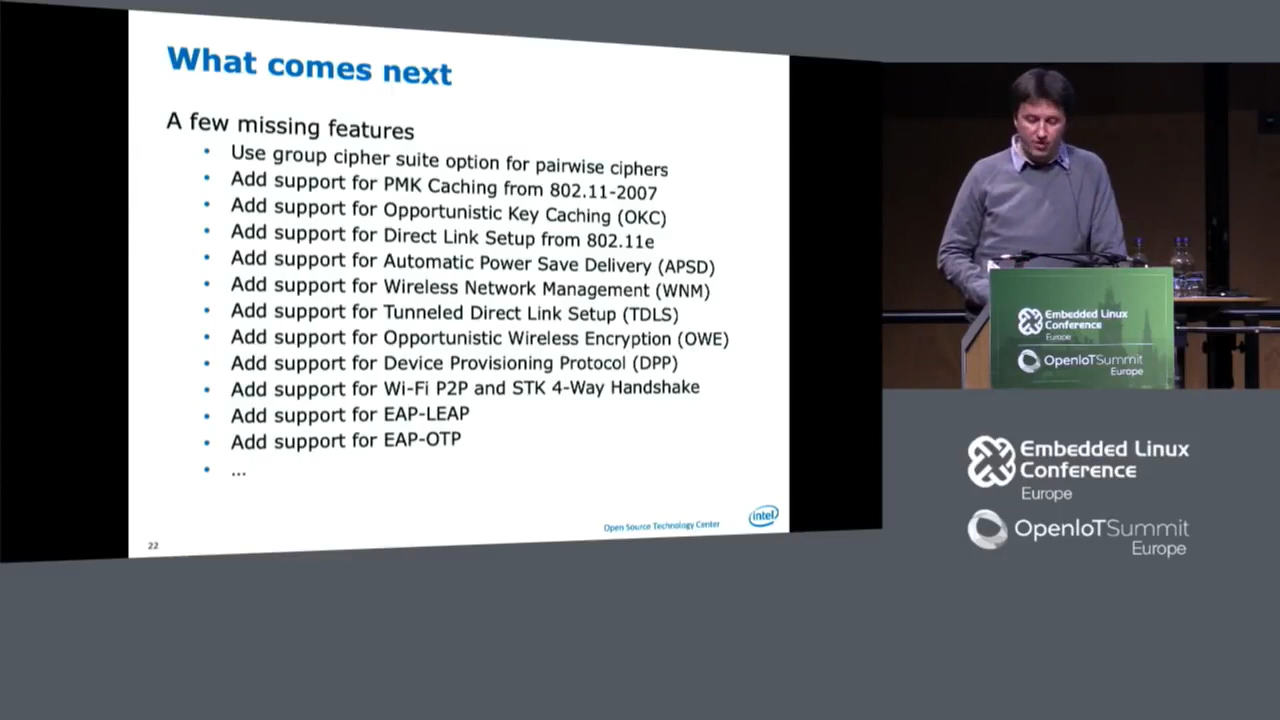 What comes next
A few missing features
• Use group cipher suite option for pairwise ciphers
• Add support for PMK Caching from 802.11-2007
• Add support for Opportunistic Key Caching (OKC)
• Add support for Direct Link Setup from 802.11e
• Add support for Automatic Power Save Delivery (APSD)
• Add support for Wireless Network Management (WNM)
• Add support for Tunneled Direct Link Setup (TDLS)
• Add support for Opportunistic Wireless Encryption (OWE)
• Add support for Device Provisioning Protocol (DPP)
• Add support for Wi-Fi P2P and STK 4-Way Handshake
• Add support for EAP-LEAP
• Add support for EAP-OTP
• ...
Open Source Technology Center
intel
22
Embedded Linux
Conference
Europe
OpenIoTSummit
Europe
Embedded Linux
Conference
Europe
OpenIoTSummit
Europe